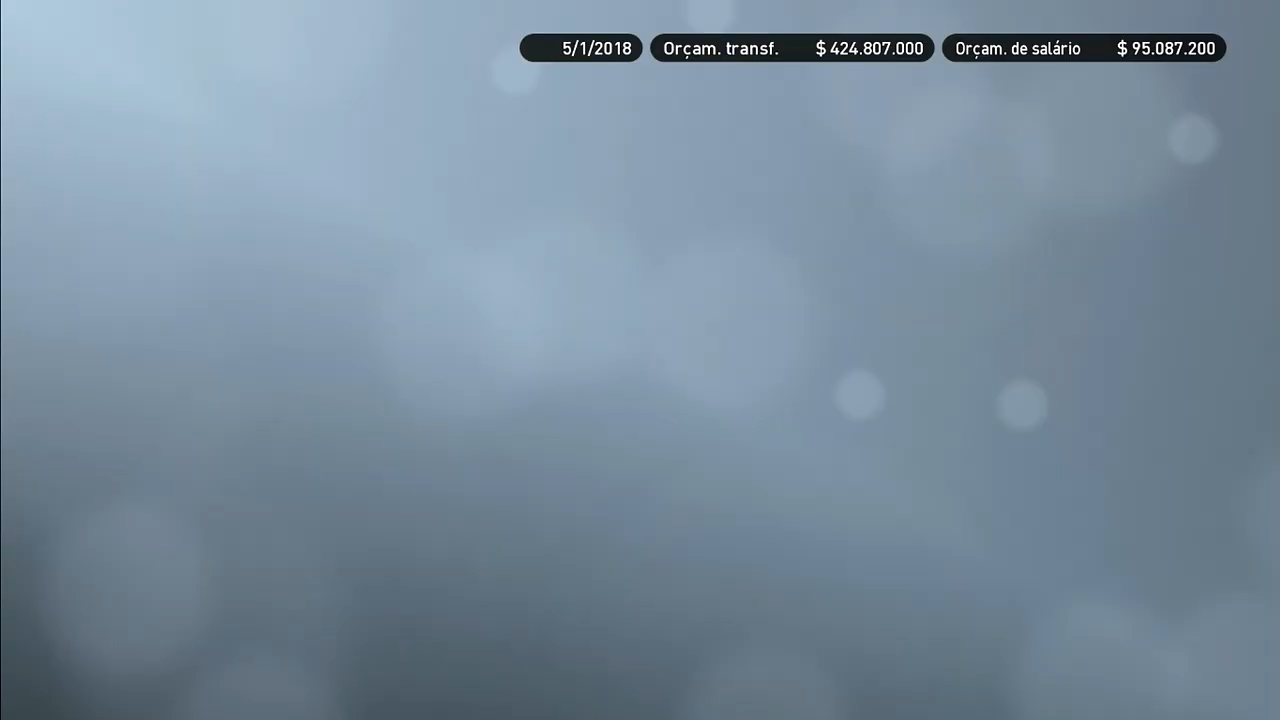 5/1/2018 Orçam. transf. $ 424.807.000 Orçam. de salário $ 95.087.200